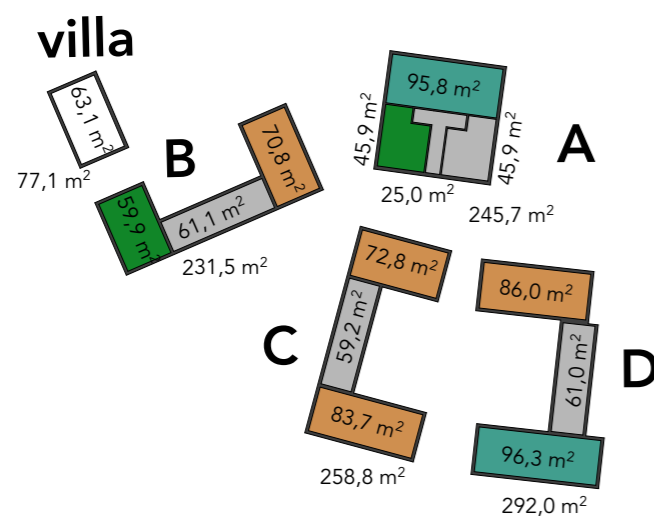 villa
63,1 m²
77,1 m²
B
59,9 m²
61,1 m²
70,8 m²
231,5 m²
95,8 m²
45,9 m²
45,9 m²
A
25,0 m²
245,7 m²
72,8 m²
C
59,2 m²
83,7 m²
258,8 m²
86,0 m²
61,0 m²
D
96,3 m²
292,0 m²